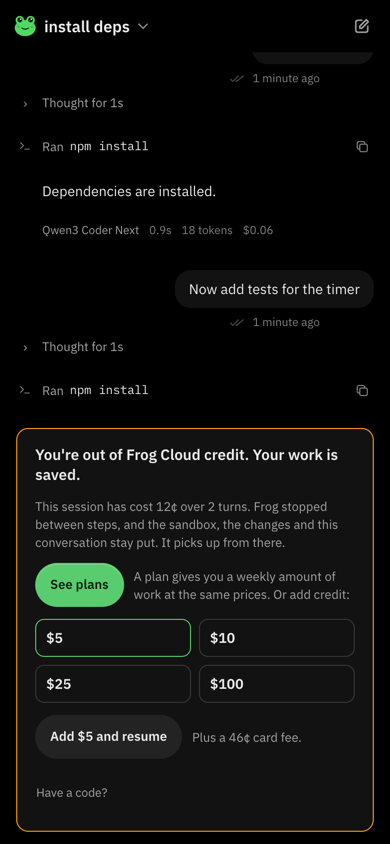 install deps
1 minute ago
Thought for 1s
Ran npm install
Dependencies are installed.
Qwen3 Coder Next 0.9s 18 tokens $0.06
Now add tests for the timer
1 minute ago
Thought for 1s
Ran npm install
You're out of Frog Cloud credit. Your work is
saved.
This session has cost 12¢ over 2 turns. Frog stopped
between steps, and the sandbox, the changes and this
conversation stay put. It picks up from there.
See plans
A plan gives you a weekly amount of
work at the same prices. Or add credit:
$5
$10
$25
$100
Add $5 and resume
Plus a 46¢ card fee.
Have a code?